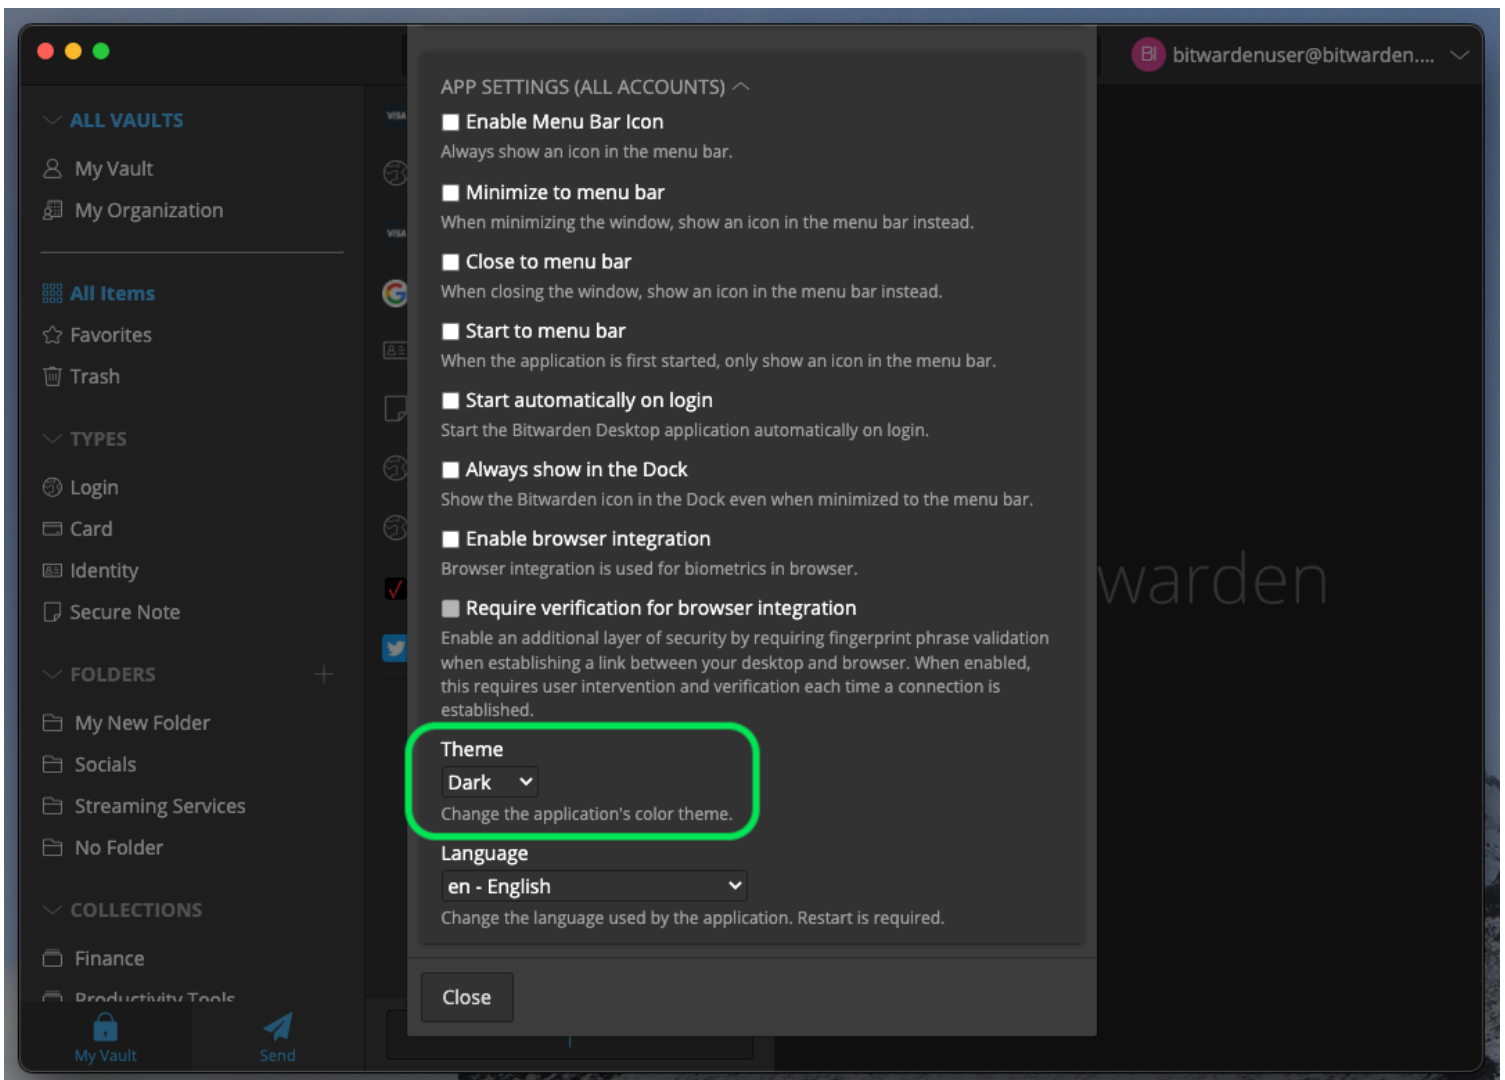 BI bitwardenuser@bitwarden....
ALL VAULTS
My Vault
My Organization
All Items
Favorites
Trash
TYPES
Login
Card
Identity
Secure Note
FOLDERS
My New Folder
Socials
Streaming Services
No Folder
COLLECTIONS
Finance
Productivity Tools
My Vault
Send
VISA
VISA
APP SETTINGS (ALL ACCOUNTS)
Enable Menu Bar Icon
Always show an icon in the menu bar.
Minimize to menu bar
When minimizing the window, show an icon in the menu bar instead.
Close to menu bar
When closing the window, show an icon in the menu bar instead.
Start to menu bar
When the application is first started, only show an icon in the menu bar.
Start automatically on login
Start the Bitwarden Desktop application automatically on login.
Always show in the Dock
Show the Bitwarden icon in the Dock even when minimized to the menu bar.
Enable browser integration
Browser integration is used for biometrics in browser.
Require verification for browser integration
Enable an additional layer of security by requiring fingerprint phrase validation
when establishing a link between your desktop and browser. When enabled,
this requires user intervention and verification each time a connection is
established.
Theme
Dark
Change the application's color theme.
Language
en - English
Change the language used by the application. Restart is required.
Close
warden